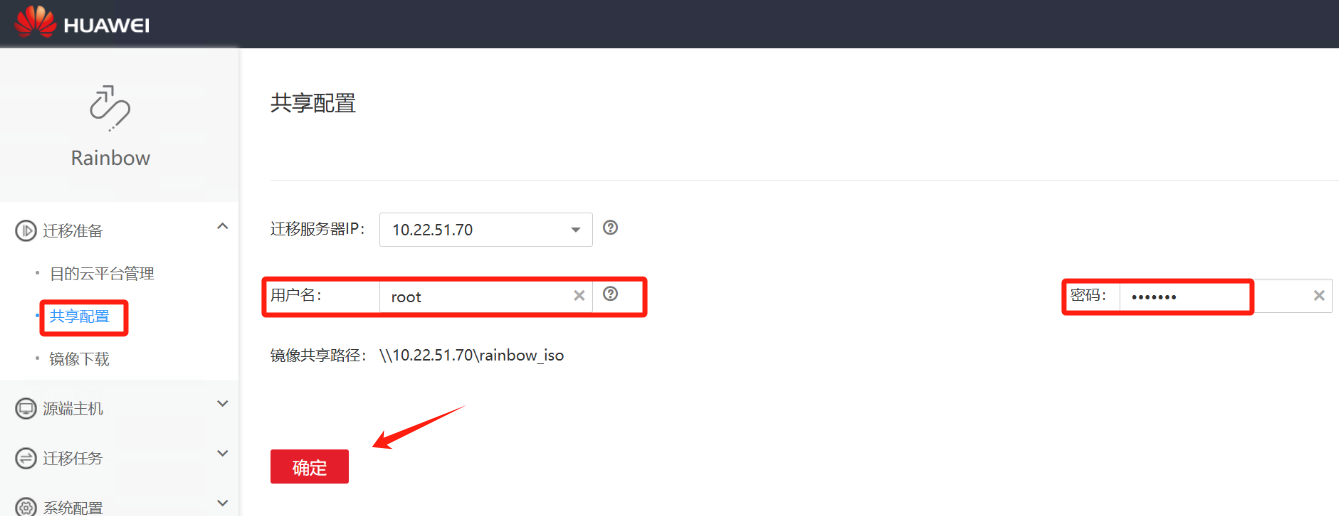 HUAWEI
Rainbow
迁移准备
目的云平台管理
共享配置
镜像下载
源端主机
迁移任务
系统配置
共享配置
迁移服务器IP： 10.22.51.70
用户名： root 密码： •••••••
镜像共享路径： \\10.22.51.70\rainbow_iso
确定